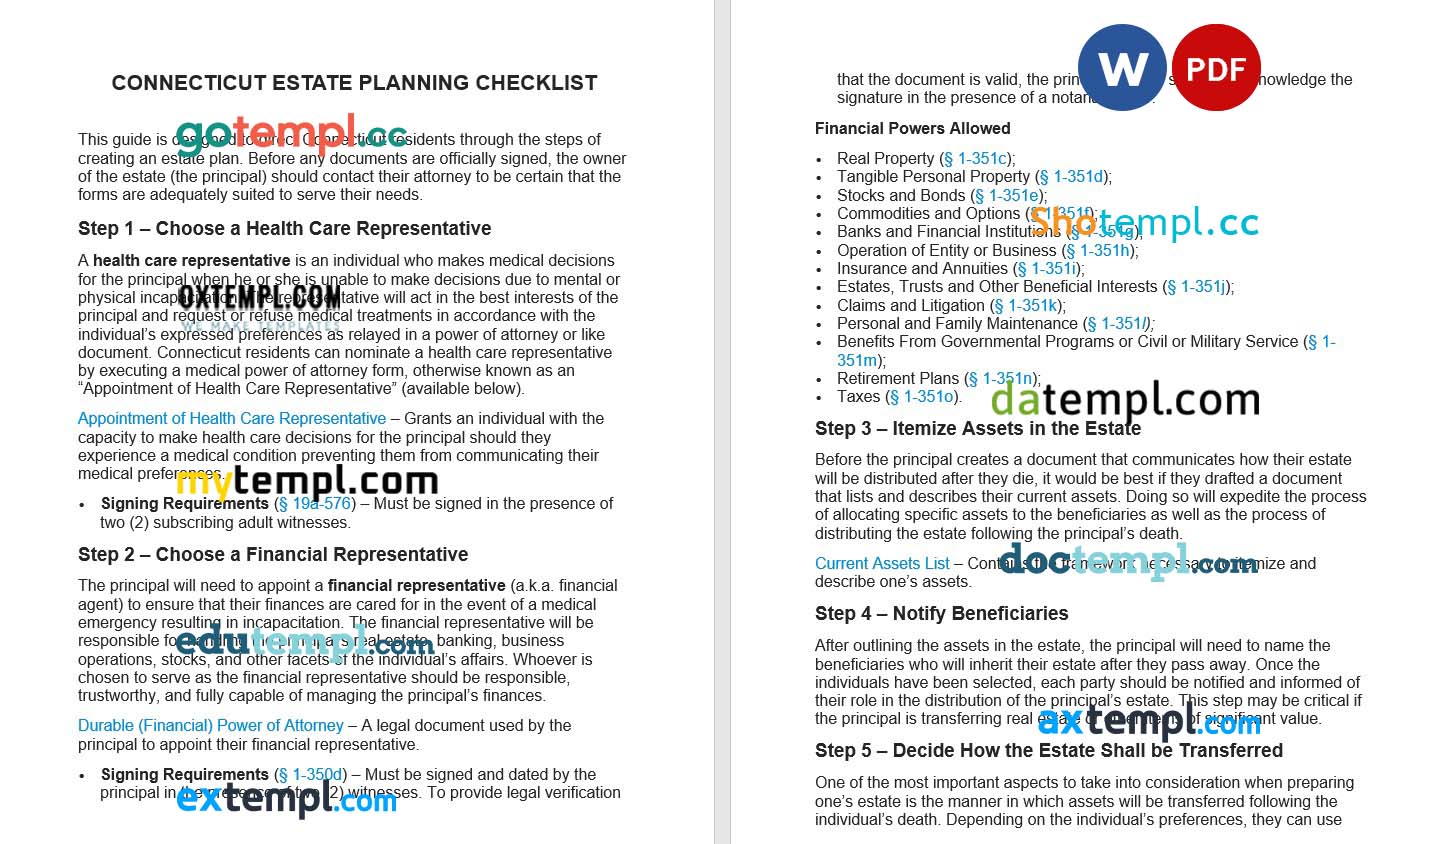 CONNECTICUT ESTATE PLANNING CHECKLIST
gotempl.cc
This guide is designed to direct Connecticut residents through the steps of
creating an estate plan. Before any documents are officially signed, the owner
of the estate (the principal) should contact their attorney to be certain that the
forms are adequately suited to serve their needs.
Step 1 – Choose a Health Care Representative
A health care representative is an individual who makes medical decisions
for the principal when he or she is unable to make decisions due to mental or
physical incapacitation. The representative will act in the best interests of the
OXTEMPL.COM
principal and request or refuse medical treatments in accordance with the
WE MAKE TEMPLATES
individual’s expressed preferences as relayed in a power of attorney or like
document. Connecticut residents can nominate a health care representative
by executing a medical power of attorney form, otherwise known as an
“Appointment of Health Care Representative” (available below).
Appointment of Health Care Representative – Grants an individual with the
capacity to make health care decisions for the principal should they
experience a medical condition preventing them from communicating their
medical preferences.
mytempl.com
• Signing Requirements (§ 19a-576) – Must be signed in the presence of
two (2) subscribing adult witnesses.
Step 2 – Choose a Financial Representative
The principal will need to appoint a financial representative (a.k.a. financial
agent) to ensure that their finances are cared for in the event of a medical
emergency resulting in incapacitation. The financial representative will be
responsible for handling the principal’s real estate, banking, business
edutempl.com
operations, stocks, and other facets of the individual’s affairs. Whoever is
chosen to serve as the financial representative should be responsible,
trustworthy, and fully capable of managing the principal’s finances.
Durable (Financial) Power of Attorney – A legal document used by the
principal to appoint their financial representative.
• Signing Requirements (§ 1-350d) – Must be signed and dated by the
principal in the presence of two (2) witnesses. To provide legal verification
extempl.com
W PDF
that the document is valid, the knowledge the
signature in the presence of a
Financial Powers Allowed
• Real Property (§ 1-351c);
• Tangible Personal Property (§ 1-351d);
• Stocks and Bonds (§ 1-351e);
• Commodities and Options (§ 1-351f);
Shotempl.cc
• Banks and Financial Institutions (§ 1-351g);
• Operation of Entity or Business (§ 1-351h);
• Insurance and Annuities (§ 1-351i);
• Estates, Trusts and Other Beneficial Interests (§ 1-351j);
• Claims and Litigation (§ 1-351k);
• Personal and Family Maintenance (§ 1-351l);
• Benefits From Governmental Programs or Civil or Military Service (§ 1-
351m);
• Retirement Plans (§ 1-351n);
• Taxes (§ 1-351o).
datempl.com
Step 3 – Itemize Assets in the Estate
Before the principal creates a document that communicates how their estate
will be distributed after they die, it would be best if they drafted a document
that lists and describes their current assets. Doing so will expedite the process
of allocating specific assets to the beneficiaries as well as the process of
distributing the estate following the principal’s death.
Current Assets List – Contains the framework necessary to itemize and
doctempl.com
describe one’s assets.
Step 4 – Notify Beneficiaries
After outlining the assets in the estate, the principal will need to name the
beneficiaries who will inherit their estate after they pass away. Once the
individuals have been selected, each party should be notified and informed of
their role in the distribution of the principal’s estate. This step may be critical if
the principal is transferring real estate or other items of significant value.
axtempl.com
Step 5 – Decide How the Estate Shall be Transferred
One of the most important aspects to take into consideration when preparing
one’s estate is the manner in which assets will be transferred following the
individual’s death. Depending on the individual’s preferences, they can use